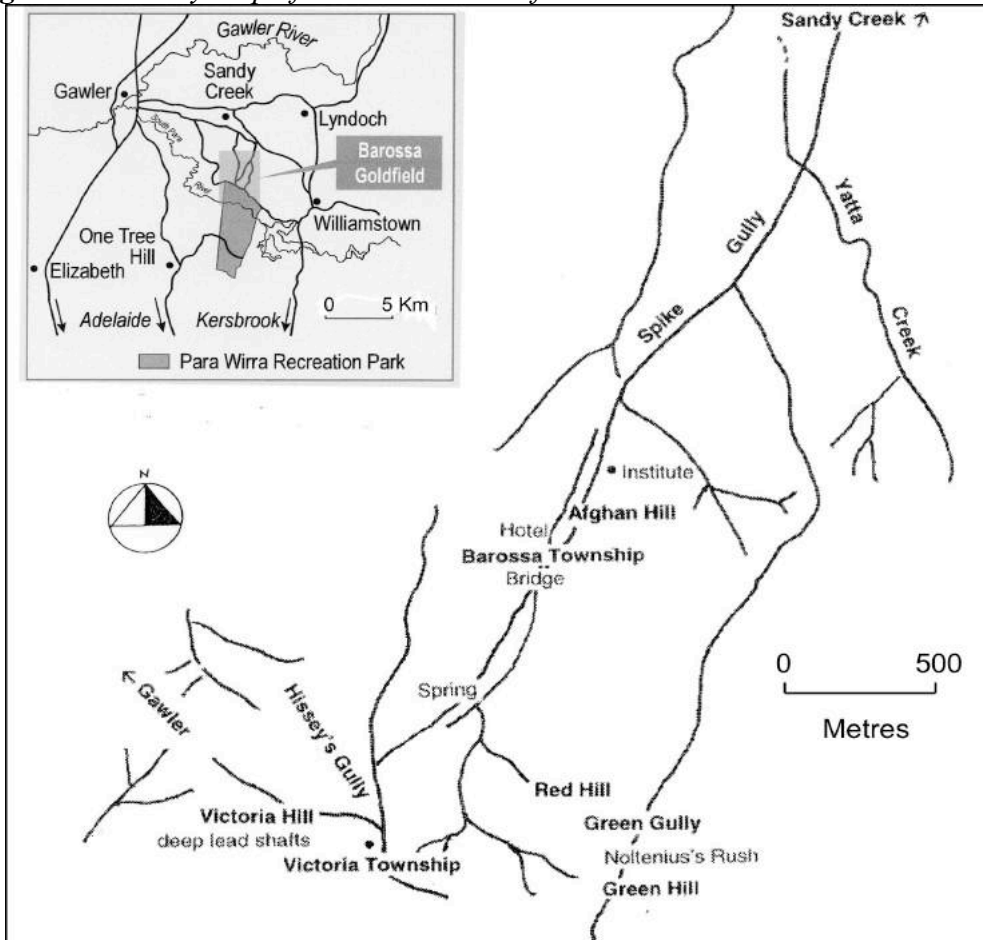 Gawler River
Sandy
Creek
Gawler
Lyndoch
South Para
River
Barossa
Goldfield
Williamstown
One Tree
Hill
Elizabeth
0 5 Km
Adelaide
Kersbrook
Para Wirra Recreation Park
Sandy Creek
Yatta
Creek
Gully
Spike
N
Institute
Afghan Hill
Hotel
Barossa Township
Bridge
0 500
Metres
Spring
Gawler
Hissey's Gully
Red Hill
Victoria Hill
deep lead shafts
Victoria Township
Green Gully
Noltenius's Rush
Green Hill